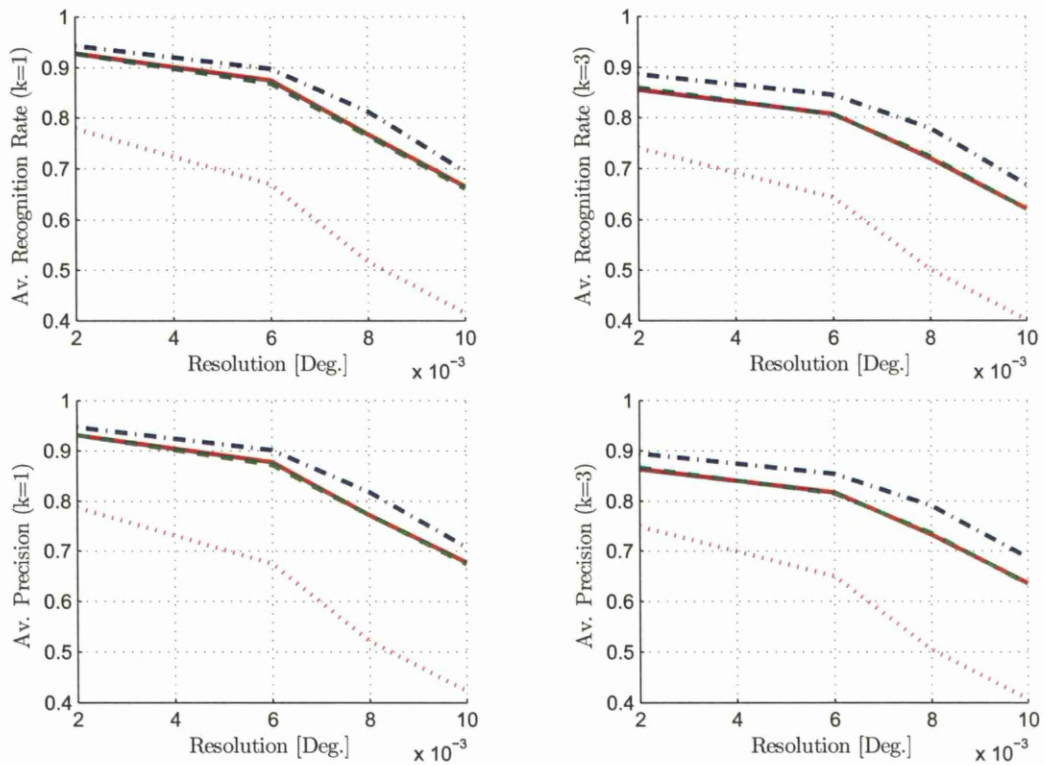 1
0.9
0.8
0.7
0.6
0.5
0.4
2 4 6 8 10
Av. Recognition Rate (k=1)
Resolution [Deg.]
x 10⁻³
1
0.9
0.8
0.7
0.6
0.5
0.4
2 4 6 8 10
Av. Recognition Rate (k=3)
Resolution [Deg.]
x 10⁻³
1
0.9
0.8
0.7
0.6
0.5
0.4
2 4 6 8 10
Av. Precision (k=1)
Resolution [Deg.]
x 10⁻³
1
0.9
0.8
0.7
0.6
0.5
0.4
2 4 6 8 10
Av. Precision (k=3)
Resolution [Deg.]
x 10⁻³